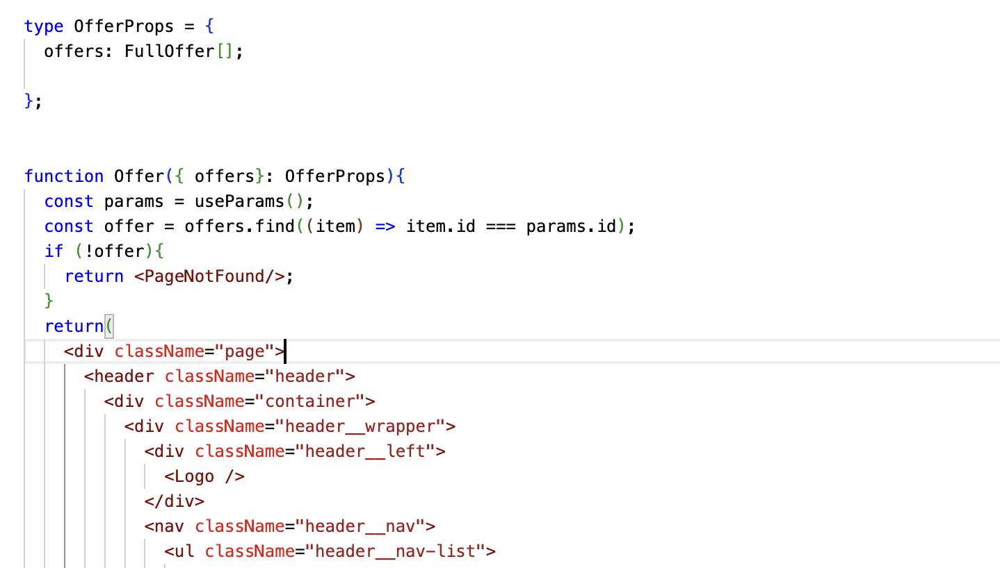 type OfferProps = {
  offers: FullOffer[];
};
function Offer({ offers}: OfferProps){
  const params = useParams();
  const offer = offers.find((item) => item.id === params.id);
  if (!offer){
    return <PageNotFound/>;
  }
  return(
    <div className="page">
      <header className="header">
        <div className="container">
          <div className="header__wrapper">
            <div className="header__left">
              <Logo />
            </div>
            <nav className="header__nav">
              <ul className="header__nav-list">